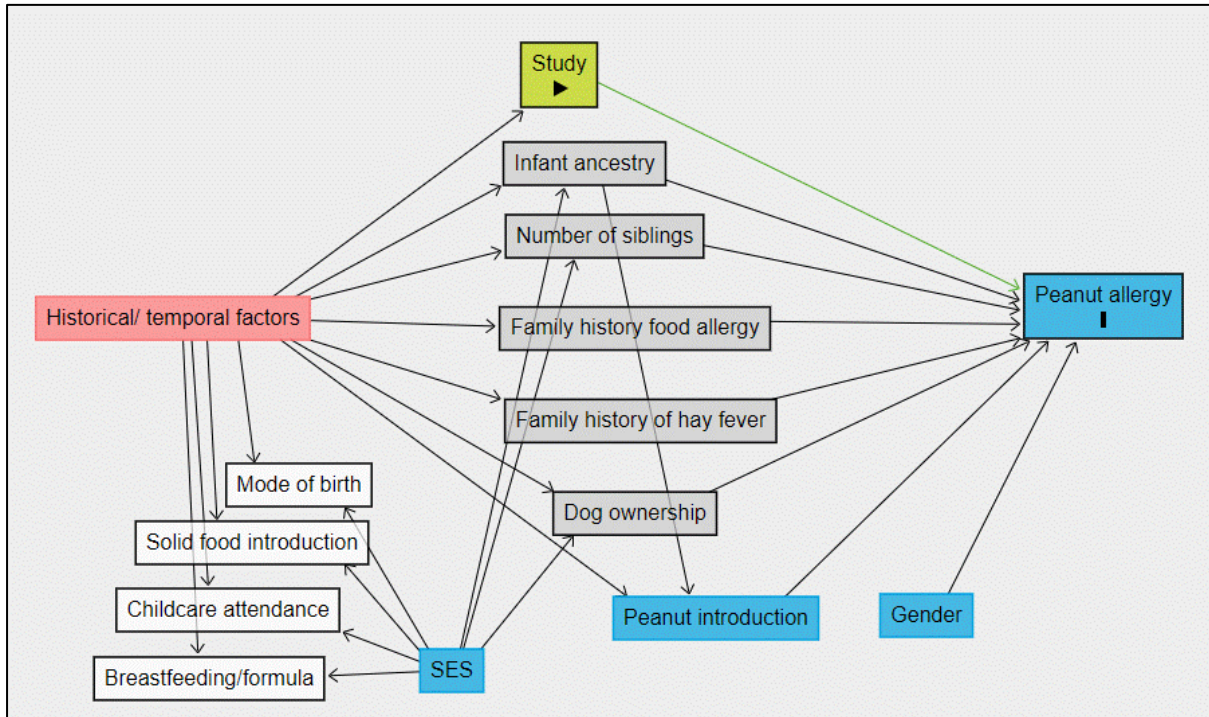 Study
Infant ancestry
Number of siblings
Historical/ temporal factors
Peanut allergy
Family history food allergy
Family history of hay fever
Mode of birth
Dog ownership
Solid food introduction
Childcare attendance
Peanut introduction
Gender
Breastfeeding/formula
SES